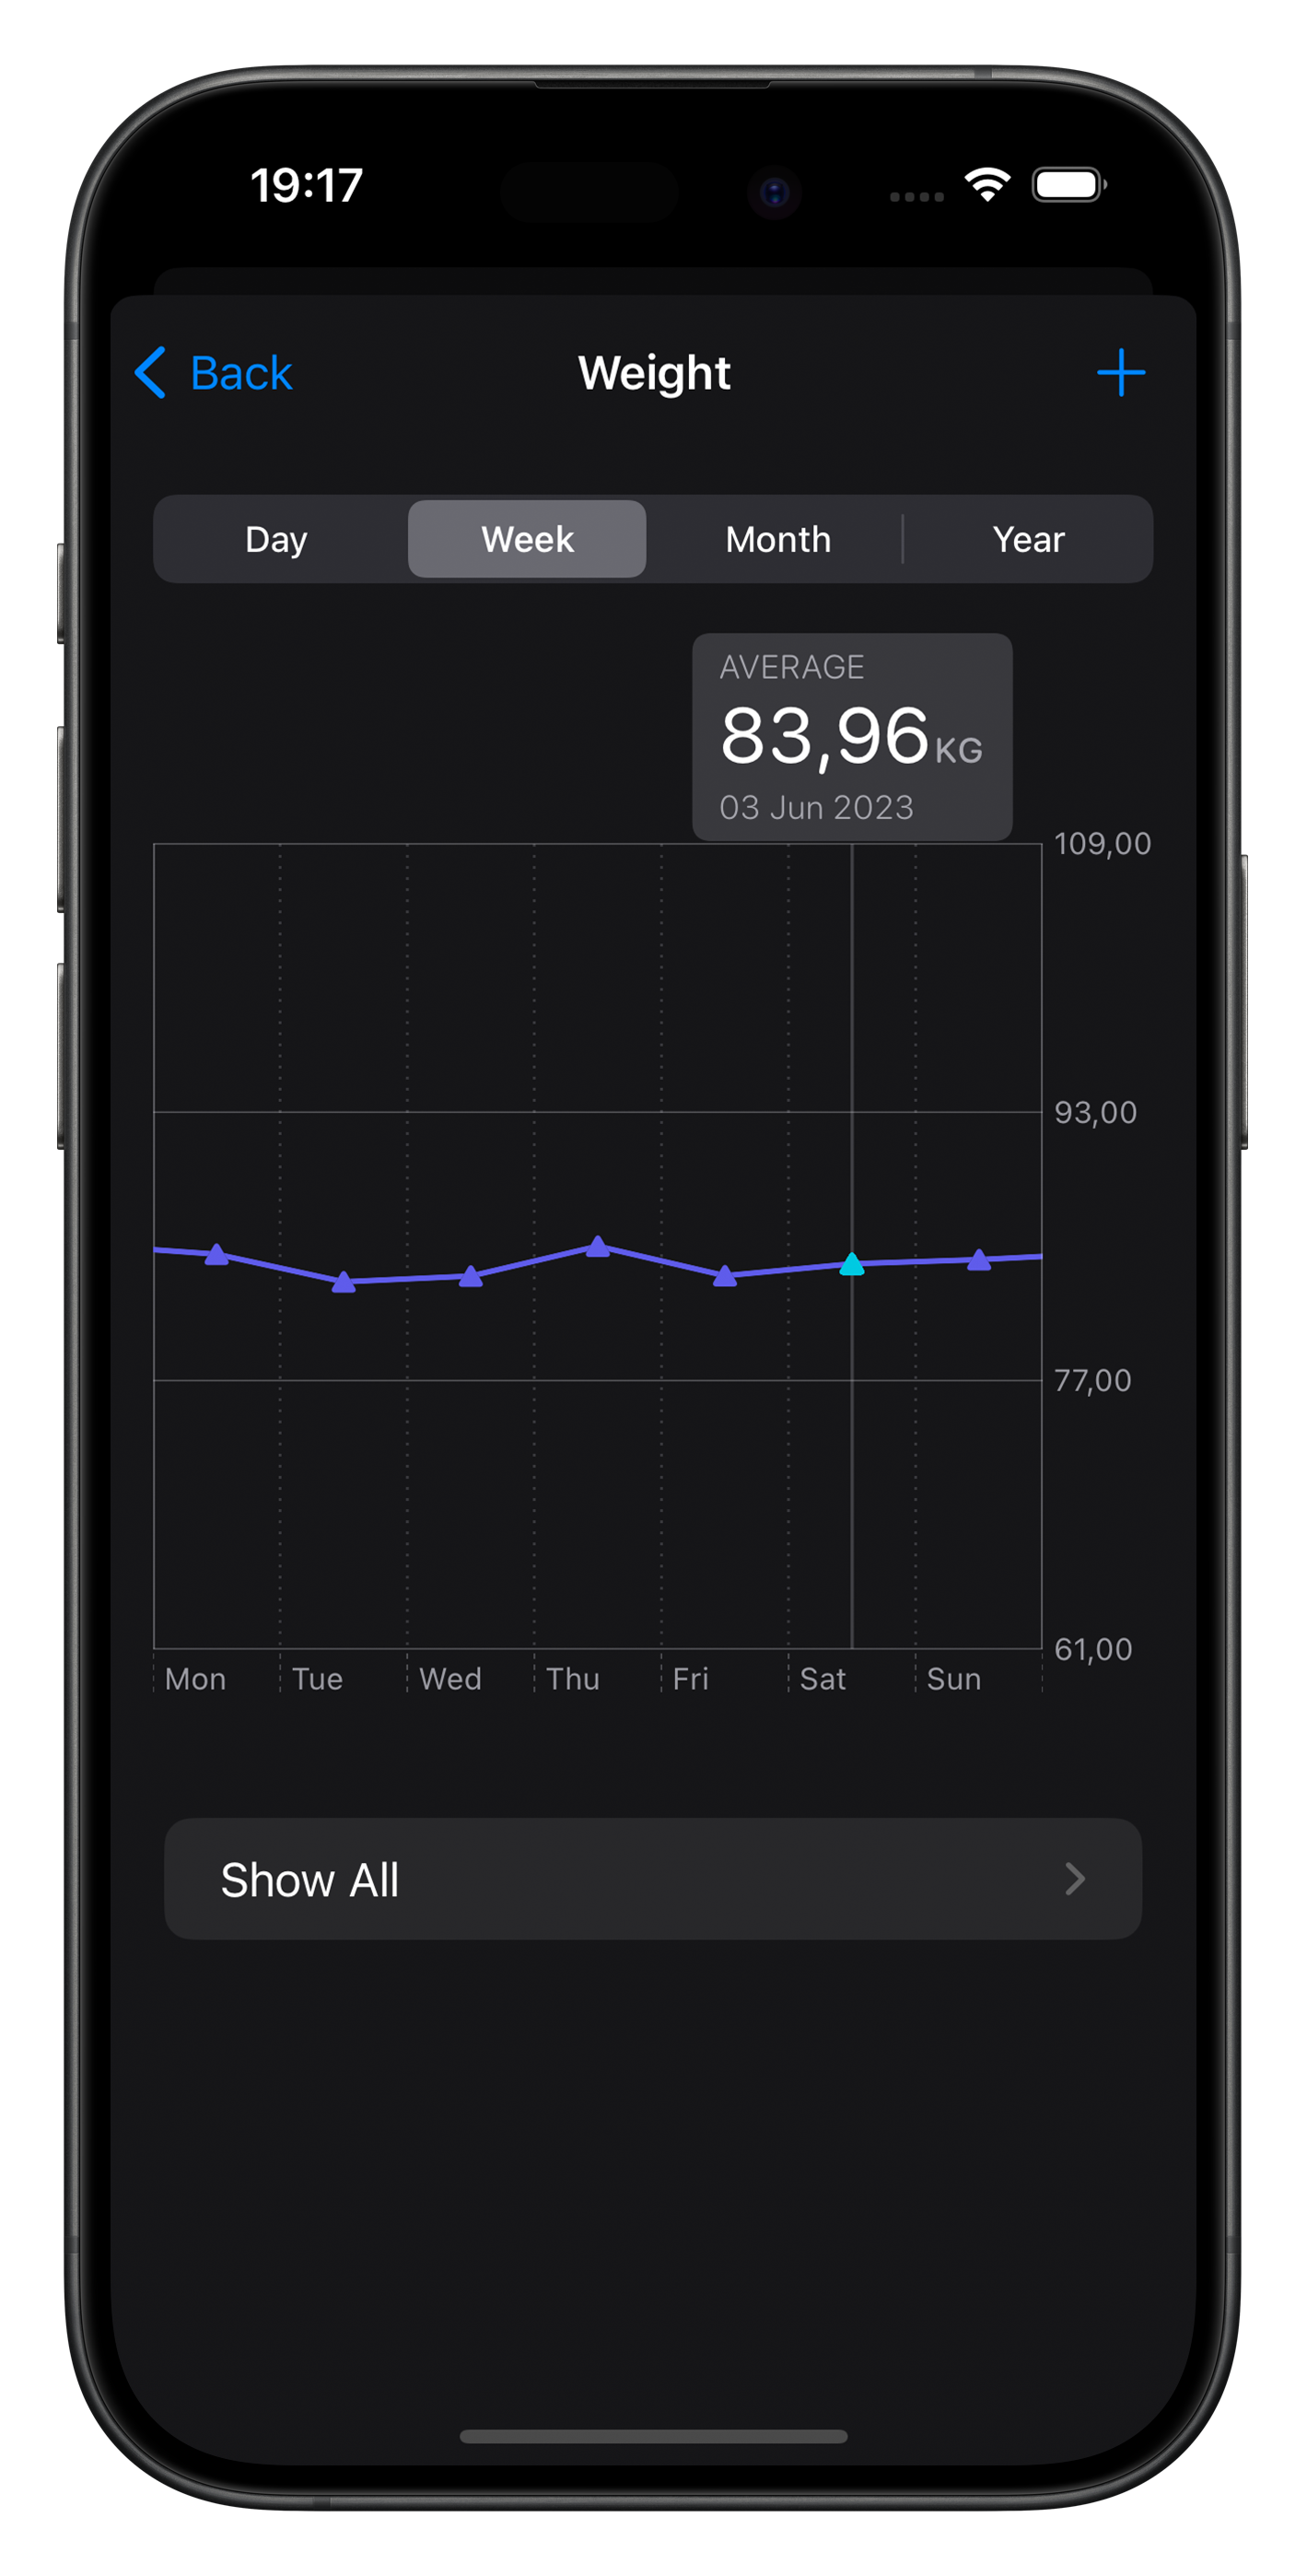 19:17
Back
Weight
Day
Week
Month
Year
AVERAGE
83,96 KG
03 Jun 2023
109,00
93,00
77,00
61,00
Mon
Tue
Wed
Thu
Fri
Sat
Sun
Show All